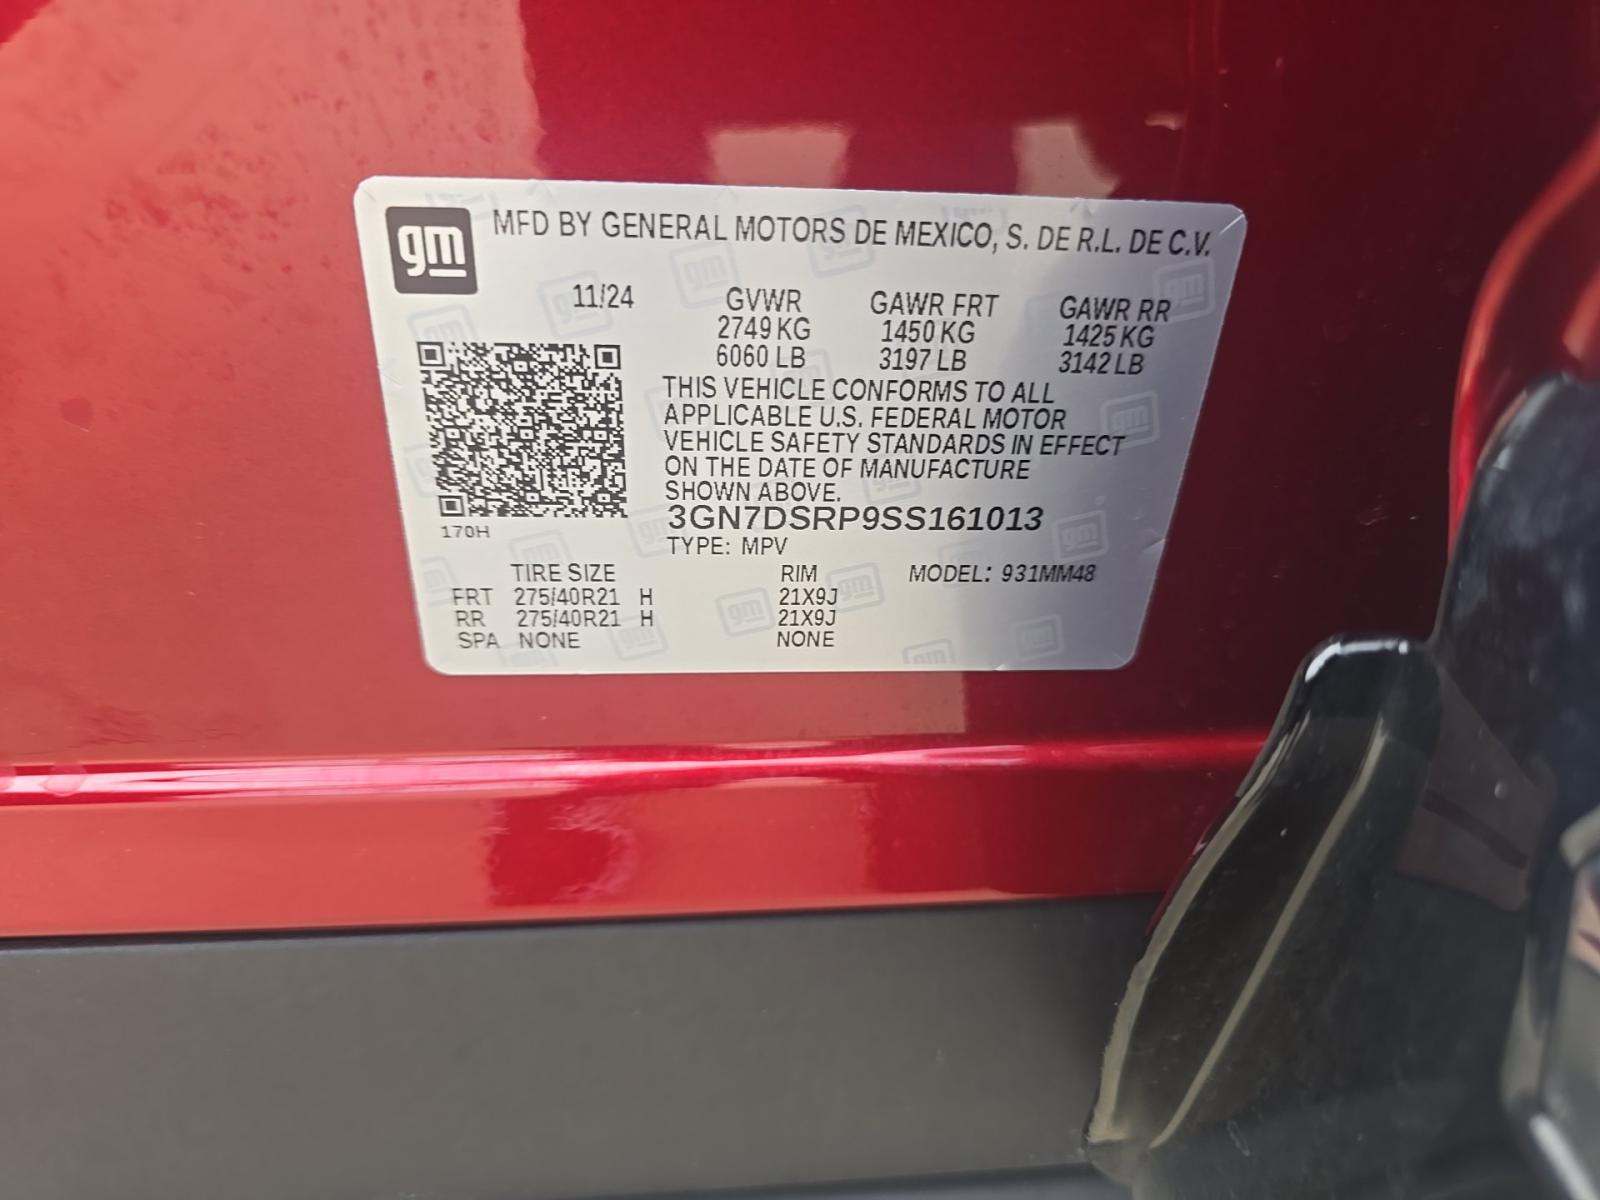 gm
MFD BY GENERAL MOTORS DE MEXICO, S. DE R.L. DE C.V.
11/24
GVWR GAWR FRT GAWR RR
2749 KG 1450 KG 1425 KG
6060 LB 3197 LB 3142 LB
THIS VEHICLE CONFORMS TO ALL
APPLICABLE U.S. FEDERAL MOTOR
VEHICLE SAFETY STANDARDS IN EFFECT
ON THE DATE OF MANUFACTURE
SHOWN ABOVE.
3GN7DSRP9SS161013
170H
TYPE: MPV
TIRE SIZE RIM MODEL: 931MM48
FRT 275/40R21 H 21X9J
RR 275/40R21 H 21X9J
SPA NONE NONE